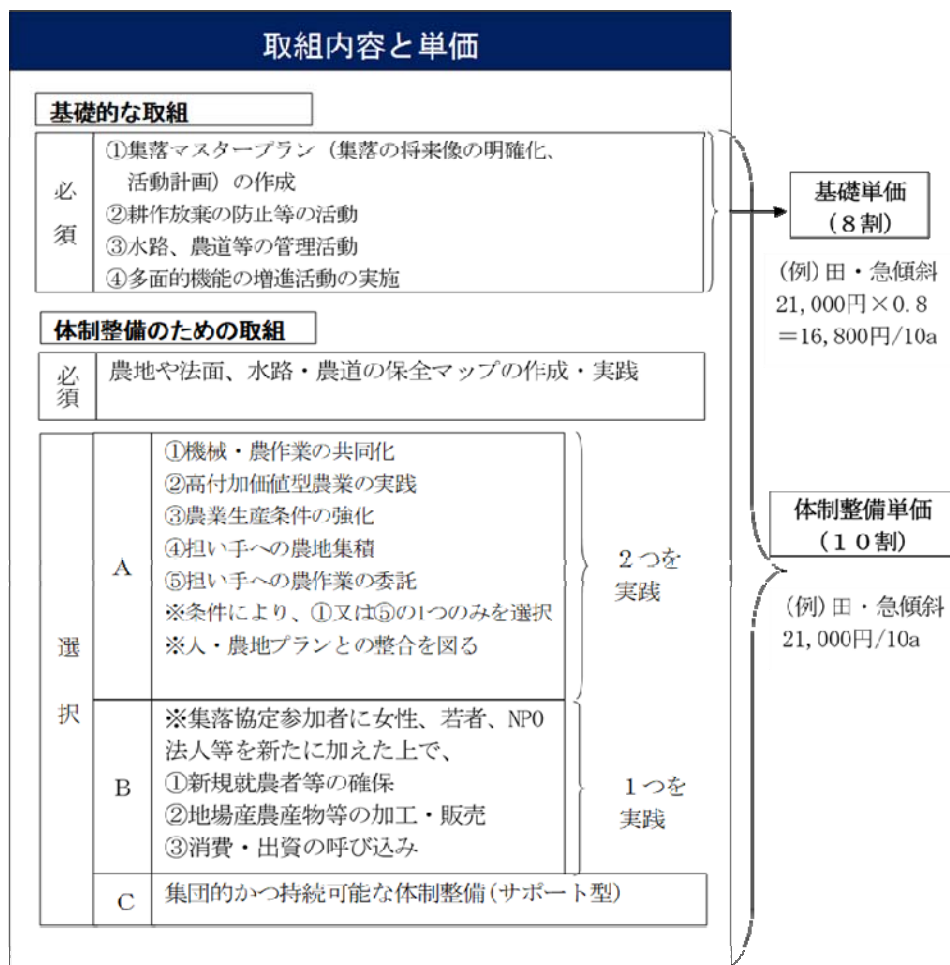 取組内容と単価
基礎的な取組
必須
①集落マスタープラン（集落の将来像の明確化、
活動計画）の作成
②耕作放棄の防止等の活動
③水路、農道等の管理活動
④多面的機能の増進活動の実施
基礎単価
（8割）
（例）田・急傾斜
21,000円×0.8
＝16,800円/10a
体制整備のための取組
必須
農地や法面、水路・農道の保全マップの作成・実践
選択
A
①機械・農作業の共同化
②高付加価値型農業の実践
③農業生産条件の強化
④担い手への農地集積
⑤担い手への農作業の委託
※条件により、①又は⑤の1つのみを選択
※人・農地プランとの整合を図る
2つを
実践
B
※集落協定参加者に女性、若者、NPO
法人等を新たに加えた上で、
①新規就農者等の確保
②地場産農産物等の加工・販売
③消費・出資の呼び込み
1つを
実践
C
集団的かつ持続可能な体制整備(サポート型)
体制整備単価
（１０割）
（例）田・急傾斜
21,000円/10a